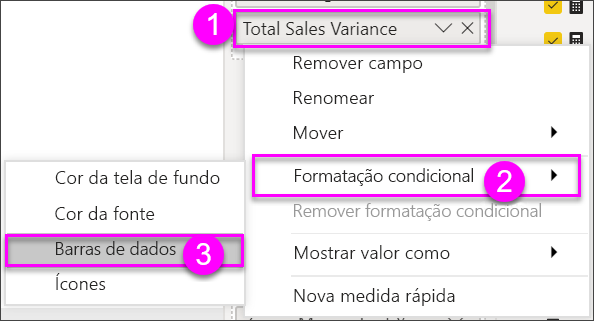 1
Total Sales Variance
Remover campo
Renomear
Mover
Formatação condicional
2
Remover formatação condicional
Mostrar valor como
Nova medida rápida
Cor da tela de fundo
Cor da fonte
Barras de dados
3
Ícones